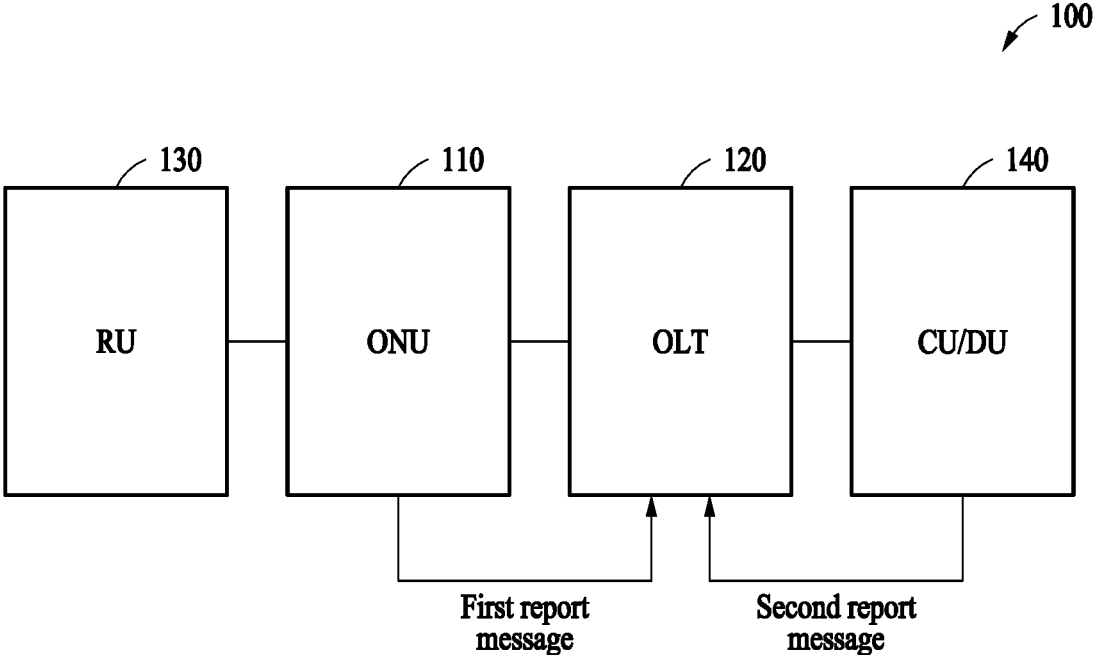 100
130
110
120
140
RU
ONU
OLT
CU/DU
First report
message
Second report
message